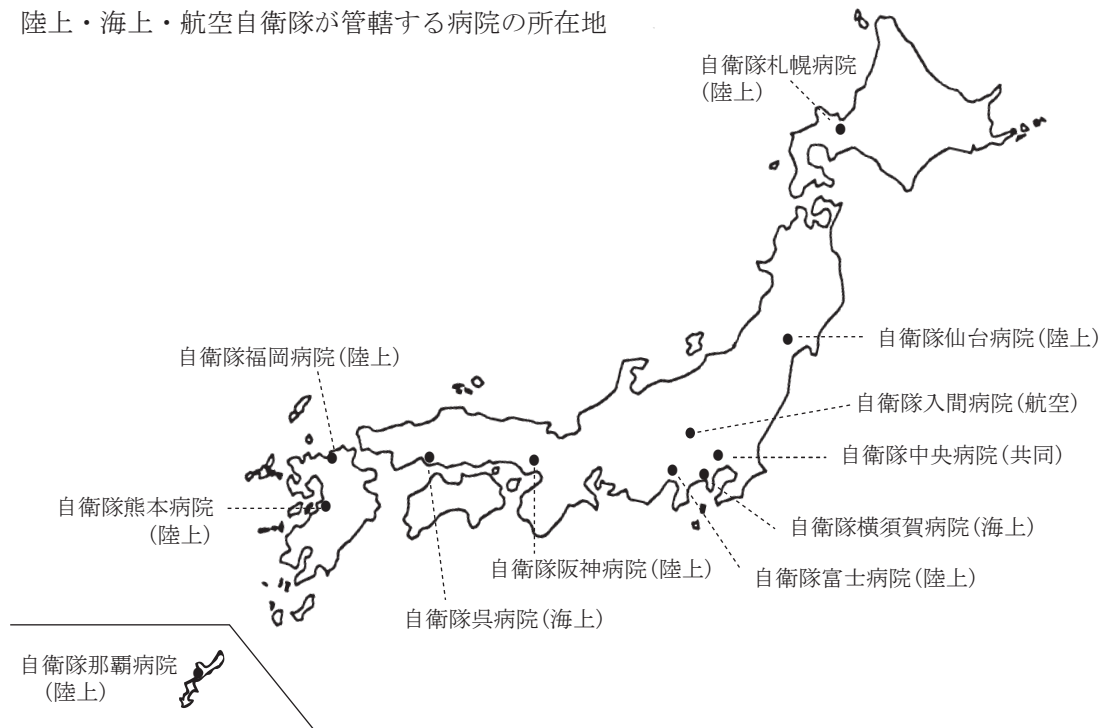 陸上・海上・航空自衛隊が管轄する病院の所在地
自衛隊札幌病院
(陸上)
自衛隊仙台病院(陸上)
自衛隊福岡病院(陸上)
自衛隊入間病院(航空)
自衛隊中央病院(共同)
自衛隊熊本病院
(陸上)
自衛隊横須賀病院(海上)
自衛隊阪神病院(陸上)
自衛隊富士病院(陸上)
自衛隊呉病院(海上)
自衛隊那覇病院
(陸上)